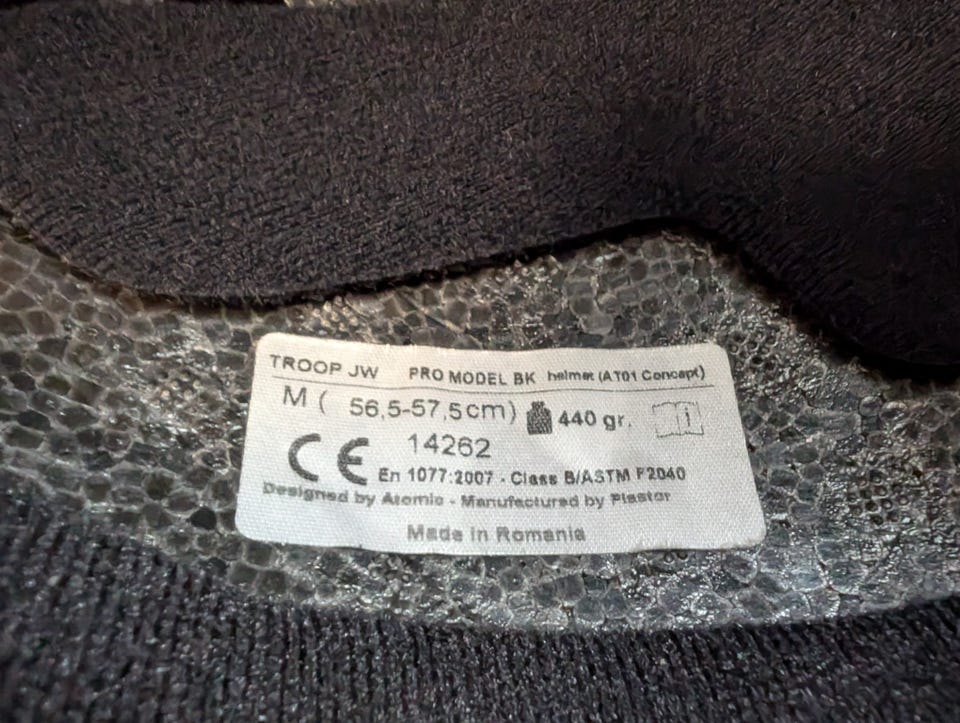 TROOP JW PRO MODEL BK helmet (AT01 Concept)
M ( 56,5-57,5cm) 440 gr. i
CE 14262
En 1077:2007 - Class B/ASTM F2040
Designed by Atomic - Manufactured by Plastor
Made in Romania